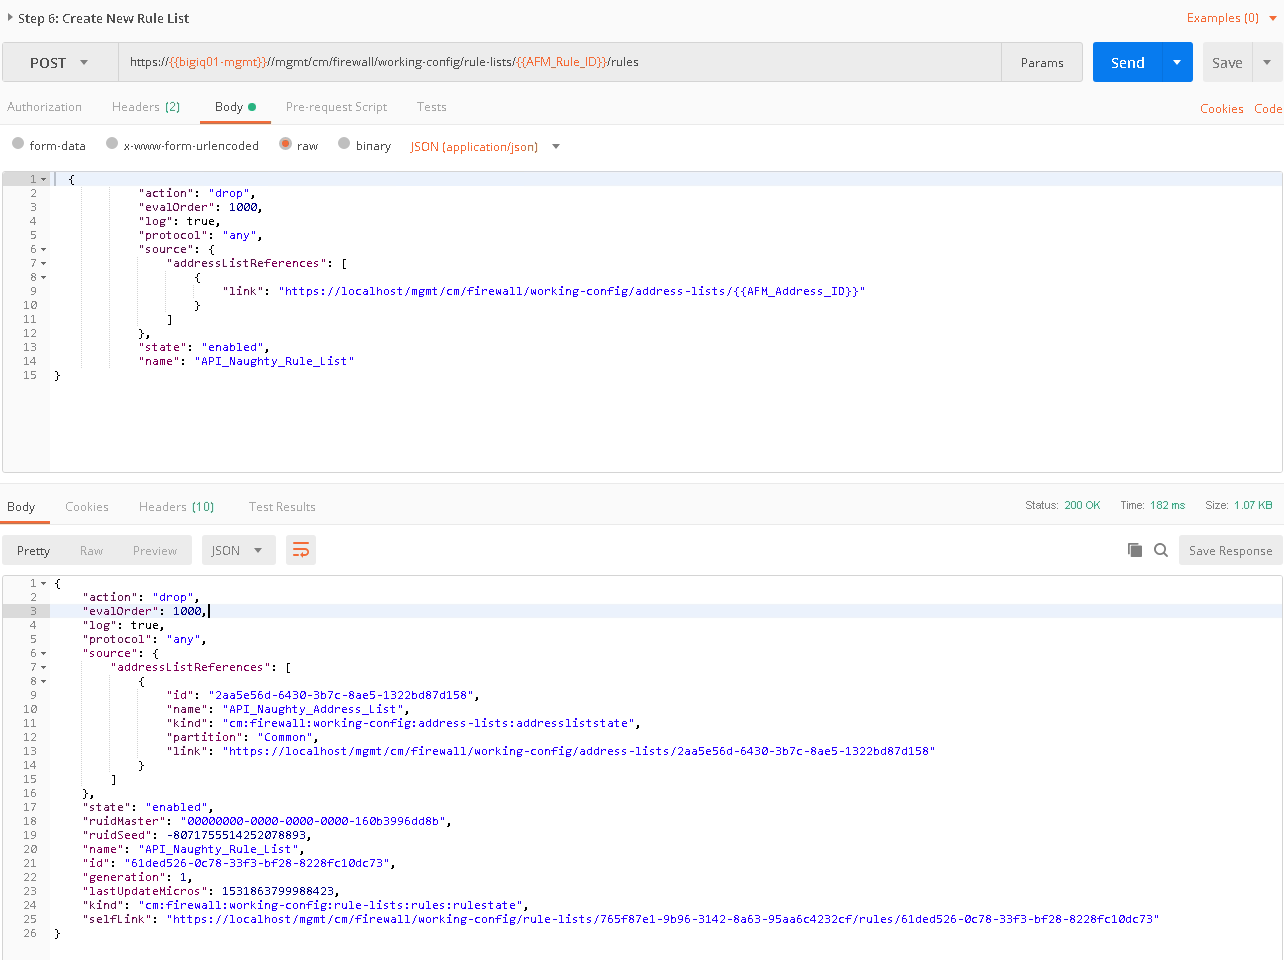 Step 6: Create New Rule List
Examples (0)
POST
https://{{bigiq01-mgmt}}//mgmt/cm/firewall/working-config/rule-lists/{{AFM_Rule_ID}}/rules
Params
Send
Save
Authorization
Headers (2)
Body
Pre-request Script
Tests
Cookies
Code
form-data
x-www-form-urlencoded
raw
binary
JSON (application/json)
1 {
2 "action": "drop",
3 "evalOrder": 1000,
4 "log": true,
5 "protocol": "any",
6 "source": {
7 "addressListReferences": [
8 {
9 "link": "https://localhost/mgmt/cm/firewall/working-config/address-lists/{{AFM_Address_ID}}"
10 }
11 ]
12 },
13 "state": "enabled",
14 "name": "API_Naughty_Rule_List"
15 }
Body
Cookies
Headers (10)
Test Results
Status: 200 OK
Time: 182 ms
Size: 1.07 KB
Pretty
Raw
Preview
JSON
Save Response
1 {
2 "action": "drop",
3 "evalOrder": 1000,
4 "log": true,
5 "protocol": "any",
6 "source": {
7 "addressListReferences": [
8 {
9 "id": "2aa5e56d-6430-3b7c-8ae5-1322bd87d158",
10 "name": "API_Naughty_Address_List",
11 "kind": "cm:firewall:working-config:address-lists:addressliststate",
12 "partition": "Common",
13 "link": "https://localhost/mgmt/cm/firewall/working-config/address-lists/2aa5e56d-6430-3b7c-8ae5-1322bd87d158"
14 }
15 ]
16 },
17 "state": "enabled",
18 "ruidMaster": "00000000-0000-0000-0000-160b3996dd8b",
19 "ruidSeed": -8071755514252078893,
20 "name": "API_Naughty_Rule_List",
21 "id": "61ded526-0c78-33f3-bf28-8228fc10dc73",
22 "generation": 1,
23 "lastUpdateMicros": 1531863799988423,
24 "kind": "cm:firewall:working-config:rule-lists:rules:rulestate",
25 "selfLink": "https://localhost/mgmt/cm/firewall/working-config/rule-lists/765f87e1-9b96-3142-8a63-95aa6c4232cf/rules/61ded526-0c78-33f3-bf28-8228fc10dc73"
26 }